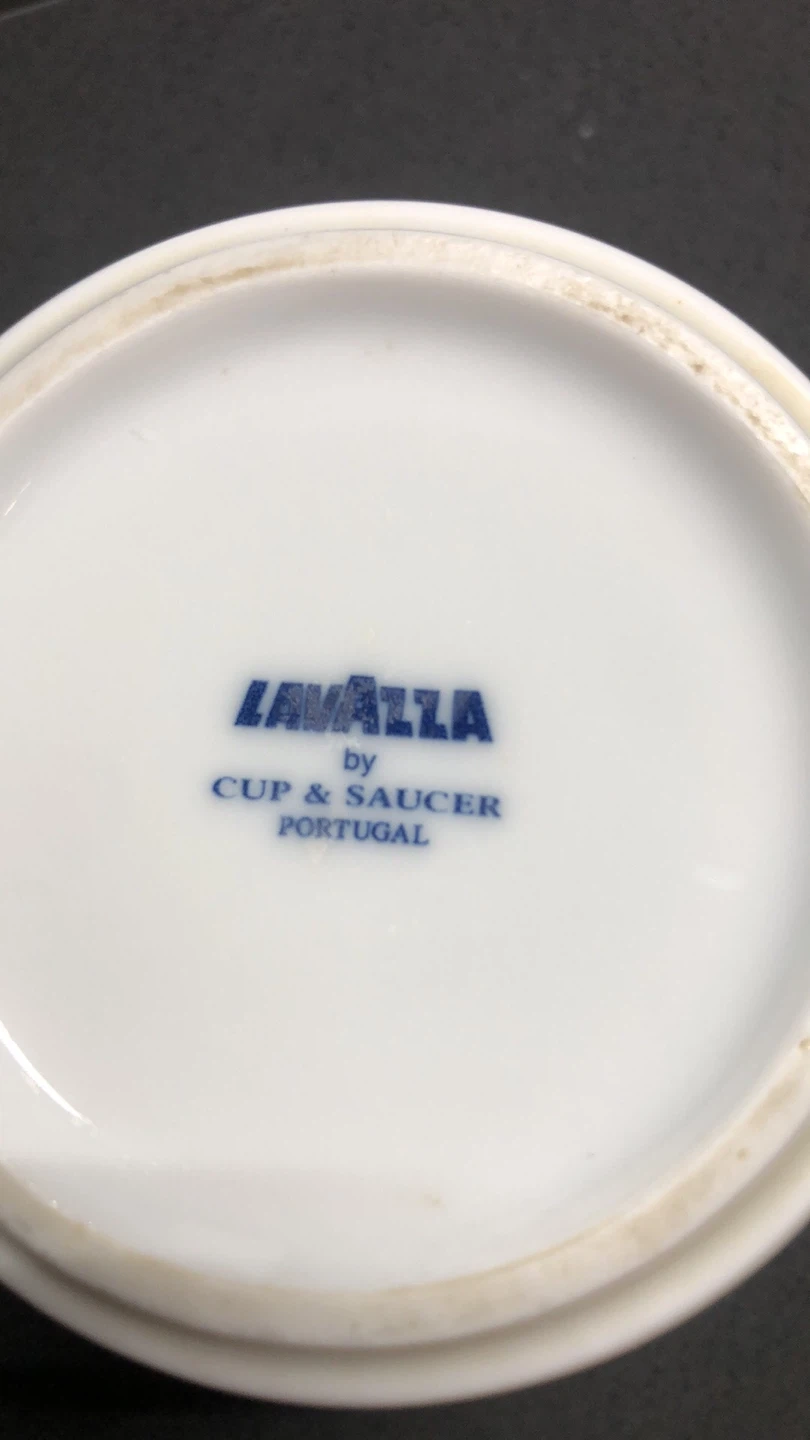 LAVAZZA
by
CUP & SAUCER
PORTUGAL